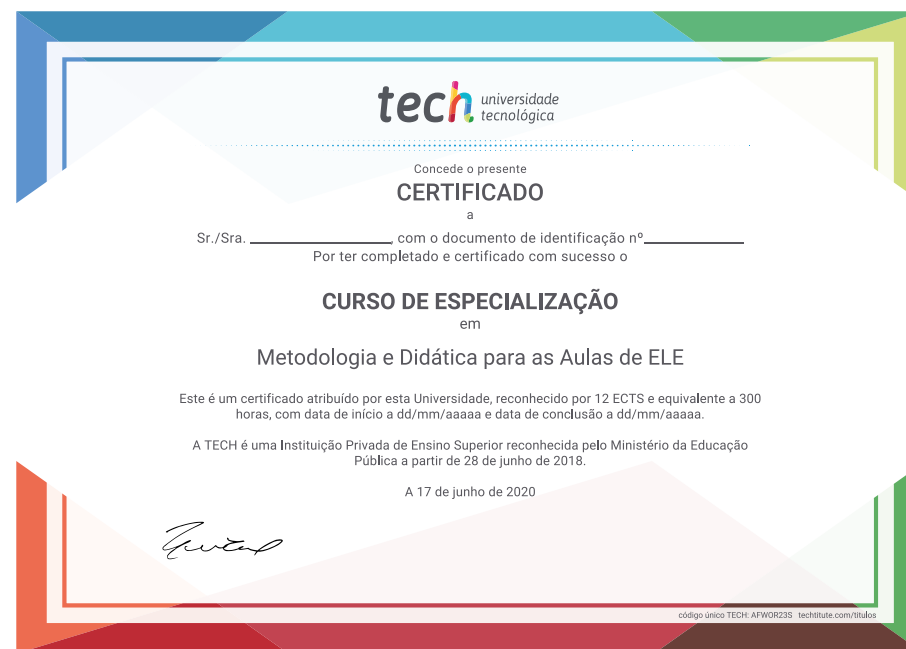 tech universidade
tecnológica
Concede o presente
CERTIFICADO
a
Sr./Sra. , com o documento de identificação nº
Por ter completado e certificado com sucesso o
CURSO DE ESPECIALIZAÇÃO
em
Metodologia e Didática para as Aulas de ELE
Este é um certificado atribuído por esta Universidade, reconhecido por 12 ECTS e equivalente a 300
horas, com data de início a dd/mm/aaaaa e data de conclusão a dd/mm/aaaaa.
A TECH é uma Instituição Privada de Ensino Superior reconhecida pelo Ministério da Educação
Pública a partir de 28 de junho de 2018.
A 17 de junho de 2020
código único TECH: AFWOR23S techtitute.com/titulos